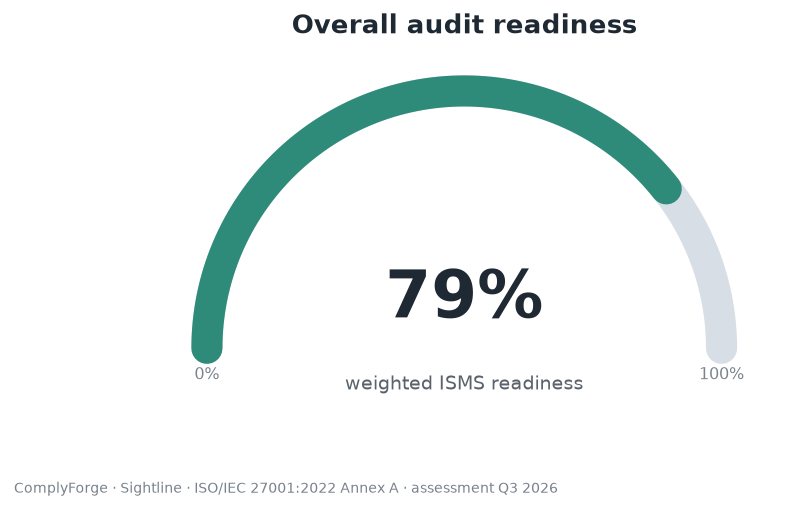 Overall audit readiness
79%
0%
100%
weighted ISMS readiness
ComplyForge · Sightline · ISO/IEC 27001:2022 Annex A · assessment Q3 2026